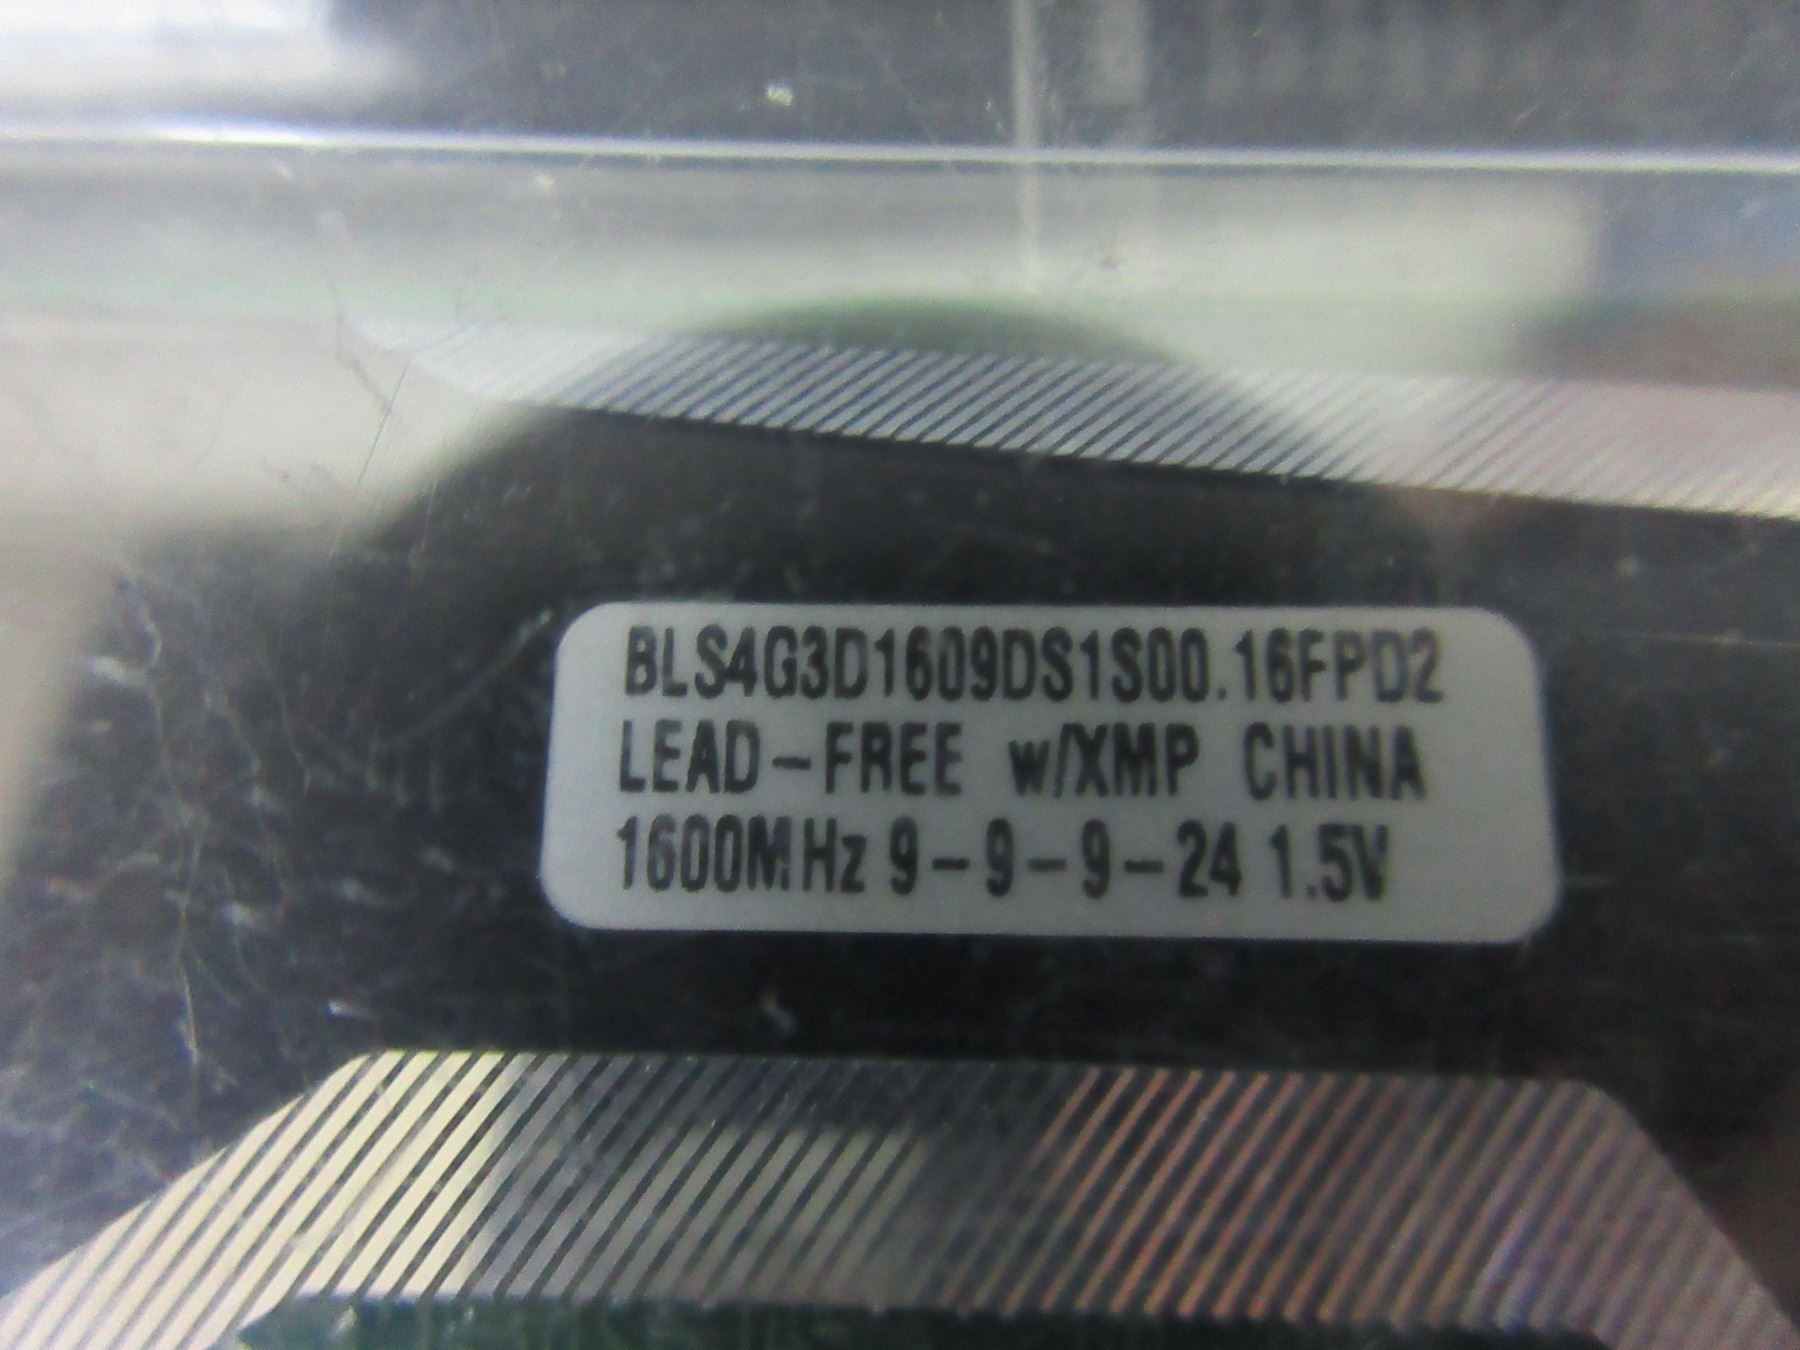 BLS4G3D1609DS1S00.16FPD2
LEAD-FREE w/XMP CHINA
1600MHz 9-9-9-24 1.5V